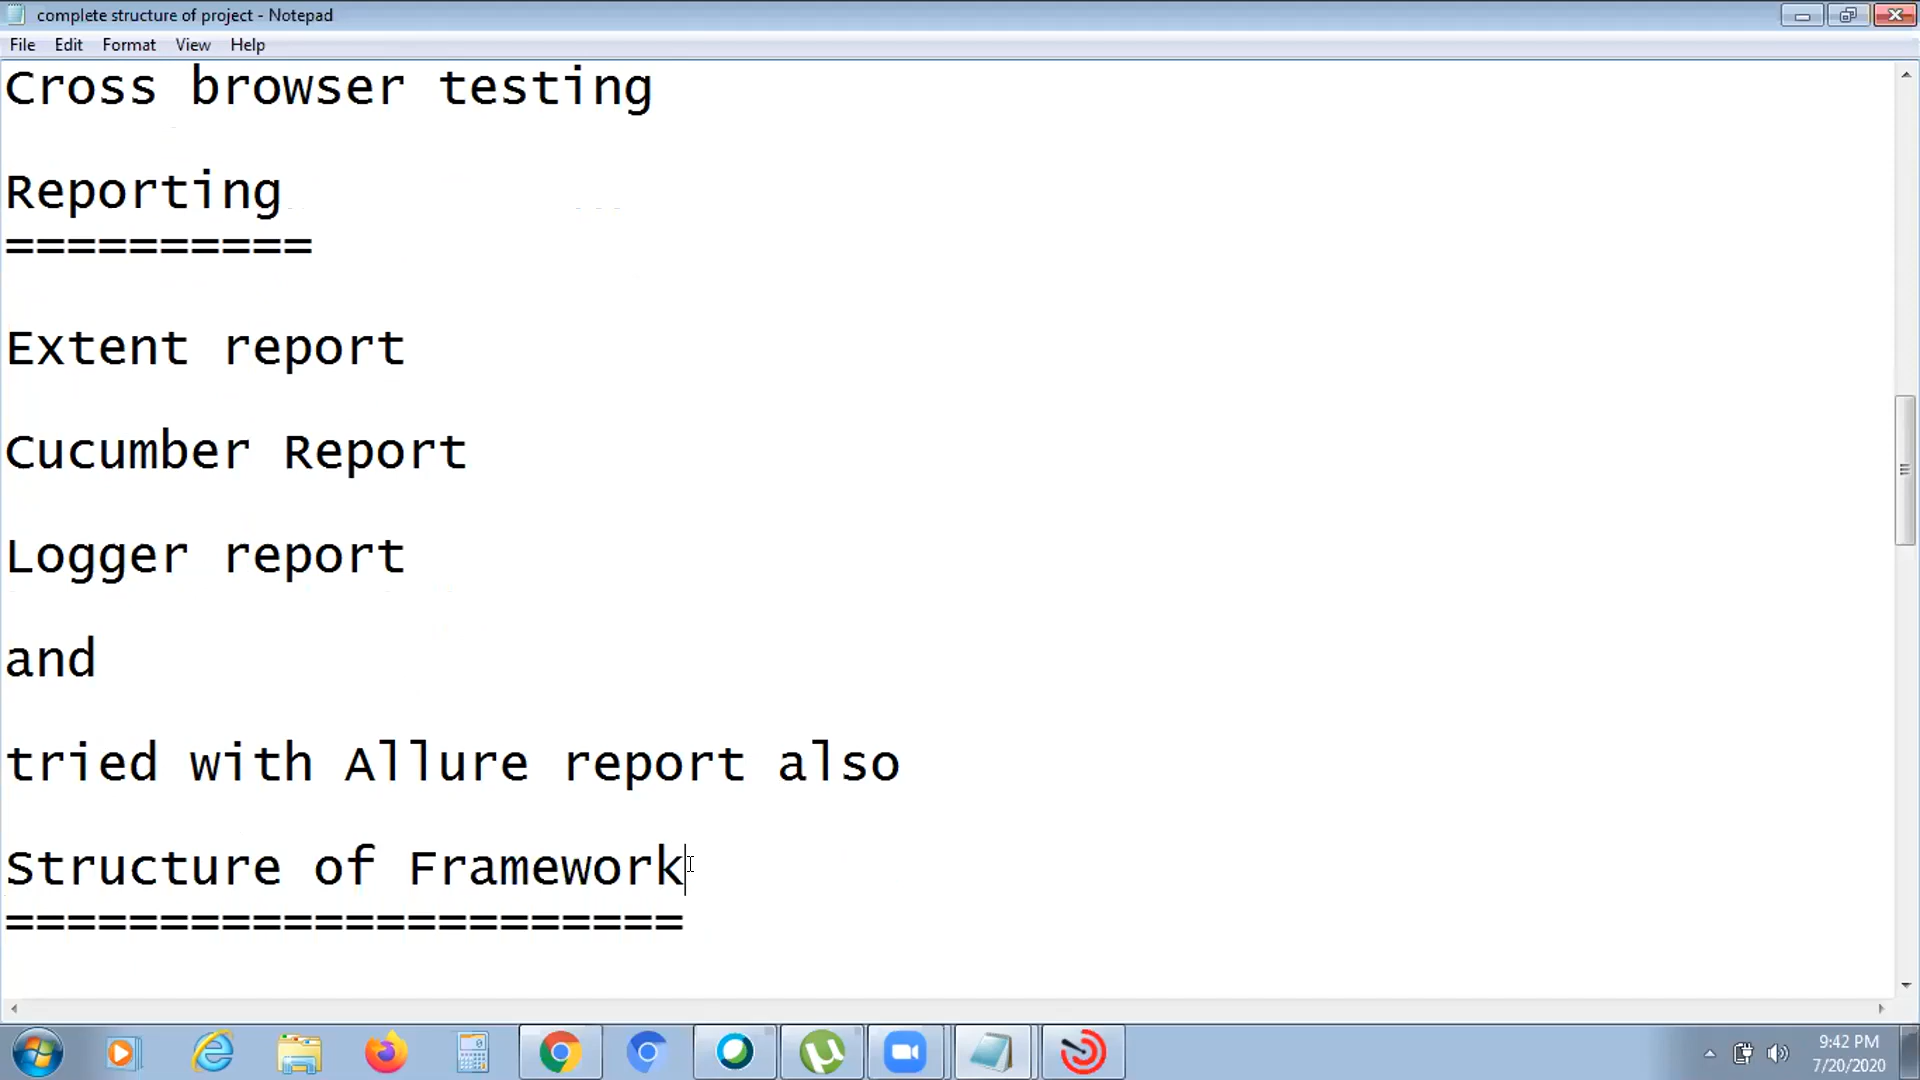 complete structure of project - Notepad
File Edit Format View Help
Cross browser testing
Reporting
==========
Extent report
Cucumber Report
Logger report
and
tried with Allure report also
Structure of Framework
======================
9:42 PM
7/20/2020